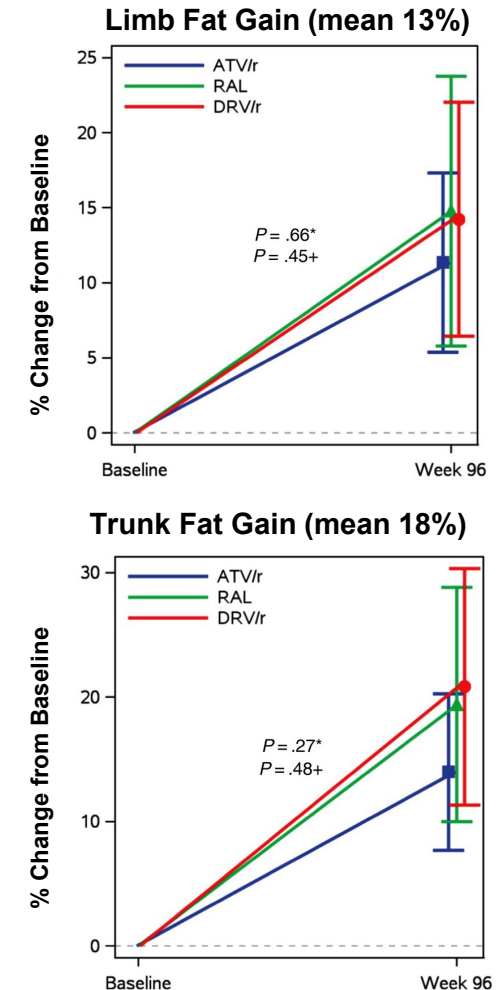 Limb Fat Gain (mean 13%)
% Change from Baseline
25
20
15
10
5
0
ATV/r
RAL
DRV/r
P = .66*
P = .45+
Baseline
Week 96
Trunk Fat Gain (mean 18%)
% Change from Baseline
30
20
10
0
ATV/r
RAL
DRV/r
P = .27*
P = .48+
Baseline
Week 96